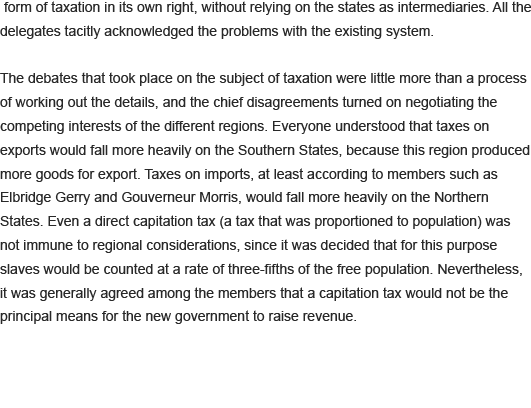 form of taxation in its own right, without relying on the states as intermediaries. All the
delegates tacitly acknowledged the problems with the existing system.
The debates that took place on the subject of taxation were little more than a process
of working out the details, and the chief disagreements turned on negotiating the
competing interests of the different regions. Everyone understood that taxes on
exports would fall more heavily on the Southern States, because this region produced
more goods for export. Taxes on imports, at least according to members such as
Elbridge Gerry and Gouverneur Morris, would fall more heavily on the Northern
States. Even a direct capitation tax (a tax that was proportioned to population) was
not immune to regional considerations, since it was decided that for this purpose
slaves would be counted at a rate of three-fifths of the free population. Nevertheless,
it was generally agreed among the members that a capitation tax would not be the
principal means for the new government to raise revenue.